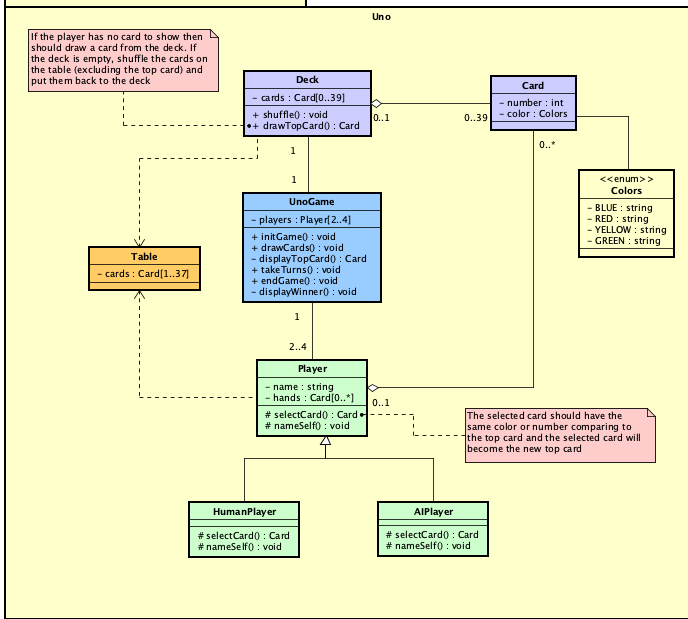 Uno
If the player has no card to show then
should draw a card from the deck. If
the deck is empty, shuffle the cards on
the table (excluding the top card) and
put them back to the deck
Deck
– cards : Card[0..39]
+ shuffle() : void
+ drawTopCard() : Card
0..1
0..39
Card
– number : int
– color : Colors
0..*
<<enum>>
Colors
– BLUE : string
– RED : string
– YELLOW : string
– GREEN : string
1
1
UnoGame
– players : Player[2..4]
+ initGame() : void
+ drawCards() : void
– displayTopCard() : Card
+ takeTurns() : void
+ endGame() : void
– displayWinner() : void
Table
– cards : Card[1..37]
1
2..4
Player
– name : string
– hands : Card[0..*]
# selectCard() : Card
# nameSelf() : void
0..1
The selected card should have the
same color or number comparing to
the top card and the selected card will
become the new top card
HumanPlayer
# selectCard() : Card
# nameSelf() : void
AIPlayer
# selectCard() : Card
# nameSelf() : void